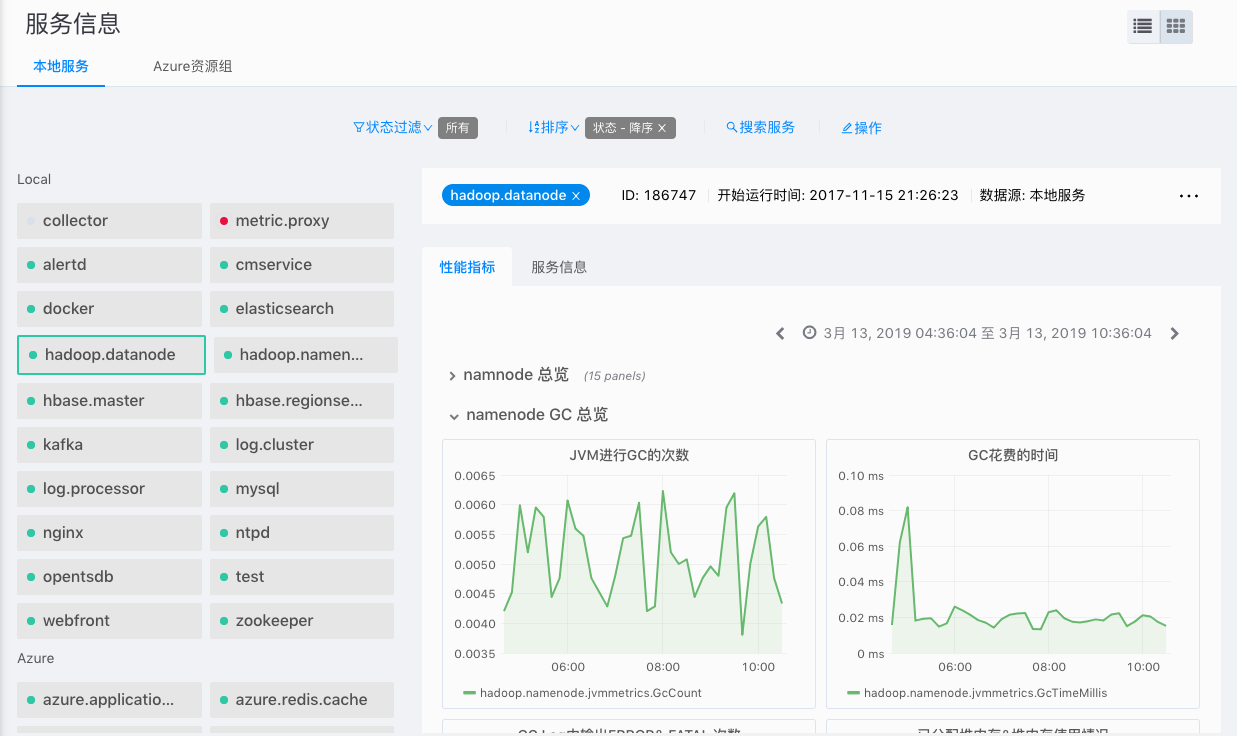 服务信息
本地服务 Azure资源组
状态过滤 所有 排序 状态 - 降序 × 搜索服务 操作
Local
collector metric.proxy
alertd cmservice
docker elasticsearch
hadoop.datanode hadoop.namen...
hbase.master hbase.regionse...
kafka log.cluster
log.processor mysql
nginx ntpd
opentsdb test
webfront zookeeper
Azure
azure.applicatio... azure.redis.cache
hadoop.datanode × ID: 186747 开始运行时间: 2017-11-15 21:26:23 数据源: 本地服务 ...
性能指标 服务信息
3月 13, 2019 04:36:04 至 3月 13, 2019 10:36:04
namnode 总览 (15 panels)
namenode GC 总览
JVM进行GC的次数
0.0065
0.0060
0.0055
0.0050
0.0045
0.0040
0.0035
06:00 08:00 10:00
hadoop.namenode.jvmmetrics.GcCount
GC花费的时间
0.10 ms
0.08 ms
0.06 ms
0.04 ms
0.02 ms
0 ms
06:00 08:00 10:00
hadoop.namenode.jvmmetrics.GcTimeMillis